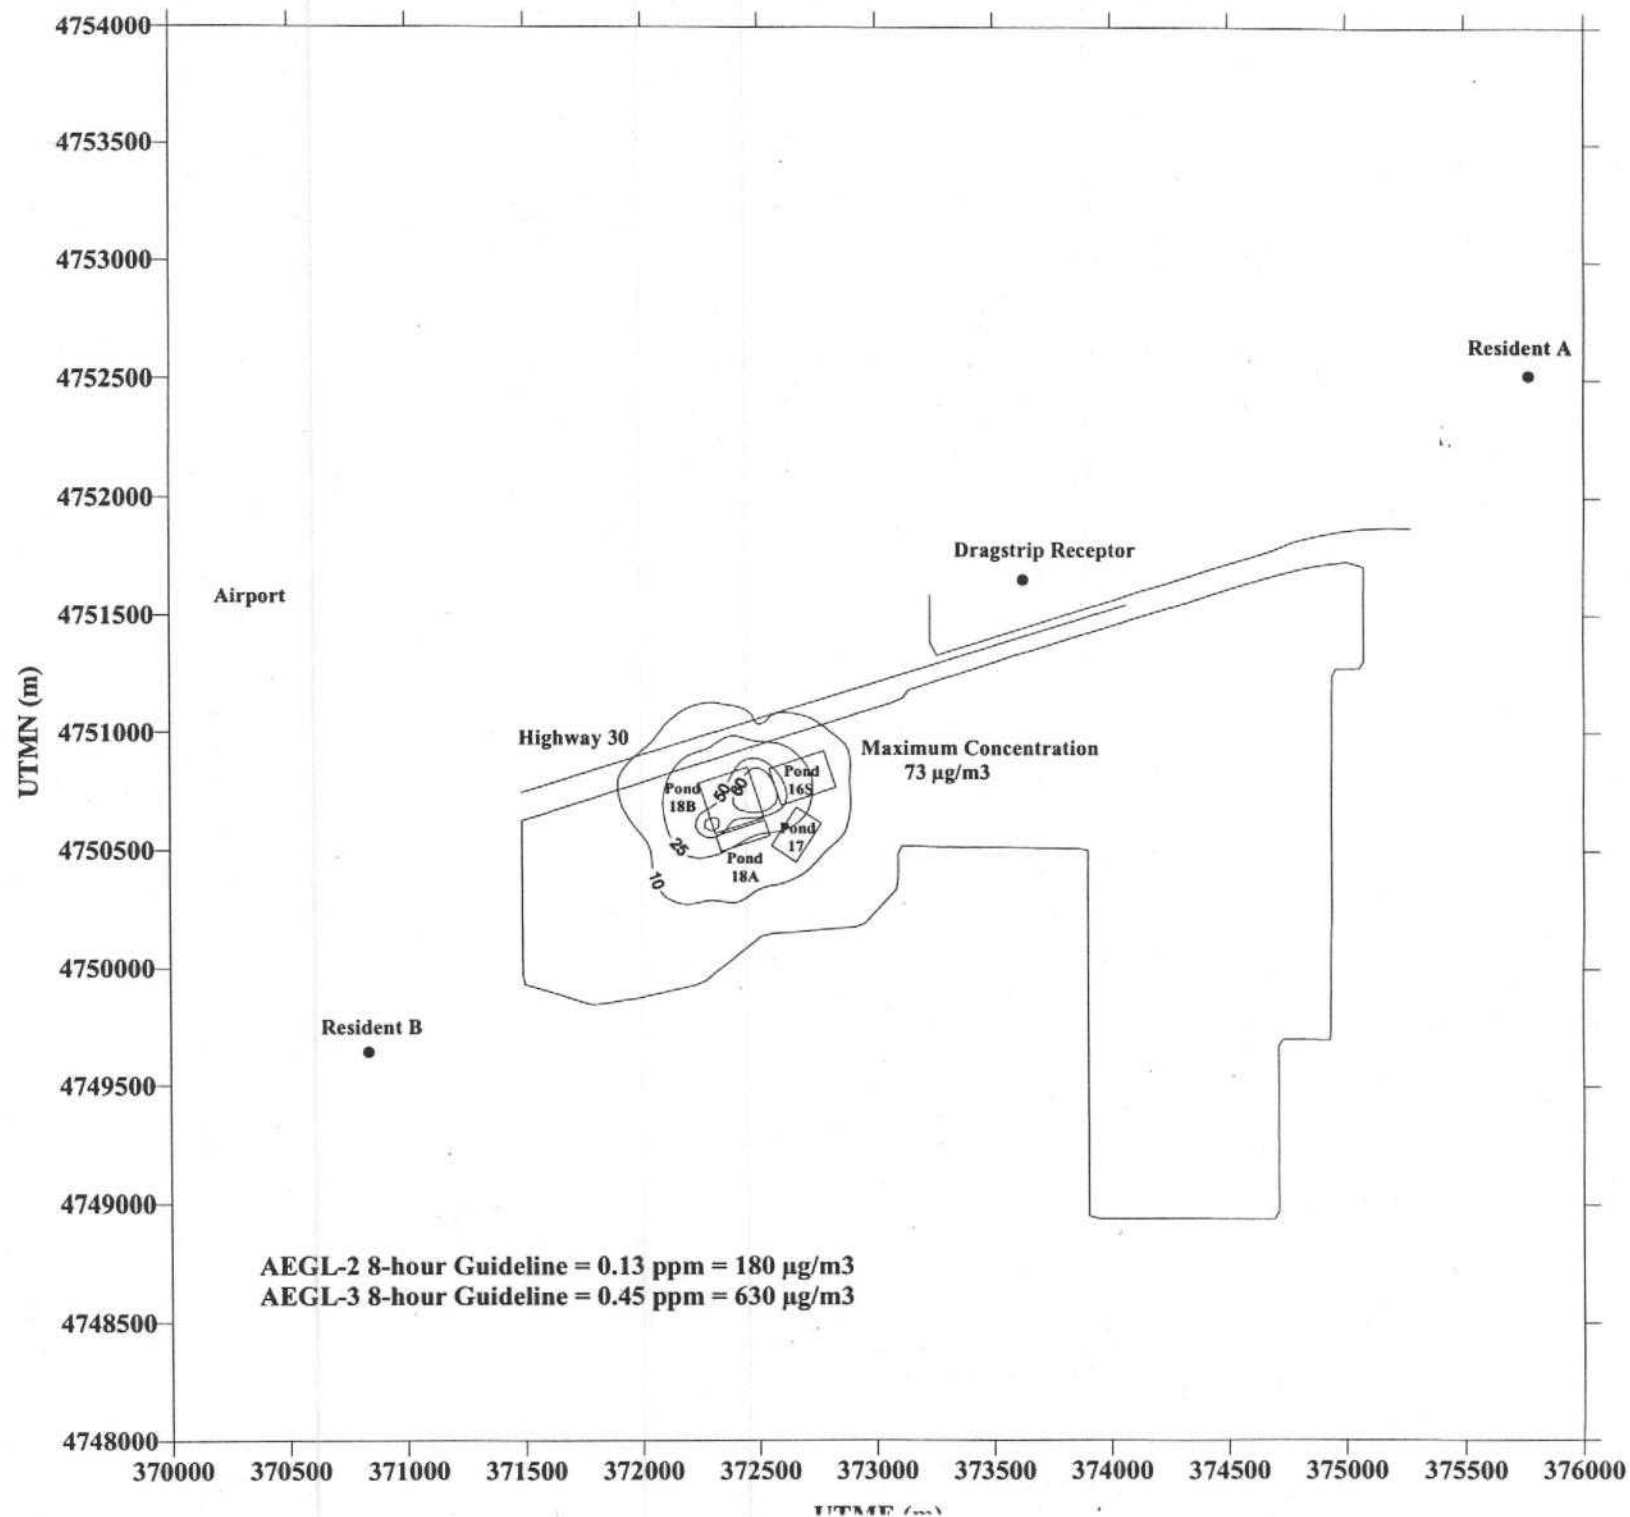 4754000
4753500
4753000
4752500
4752000
4751500
4751000
4750500
4750000
4749500
4749000
4748500
4748000
UTMN (m)
Resident A
Dragstrip Receptor
Airport
Highway 30
Maximum Concentration
73 µg/m3
Pond
16S
Pond
18B
50
60
Pond
17
25
Pond
18A
10
Resident B
AEGL-2 8-hour Guideline = 0.13 ppm = 180 µg/m3
AEGL-3 8-hour Guideline = 0.45 ppm = 630 µg/m3
370000 370500 371000 371500 372000 372500 373000 373500 374000 374500 375000 375500 376000
UTME (m)